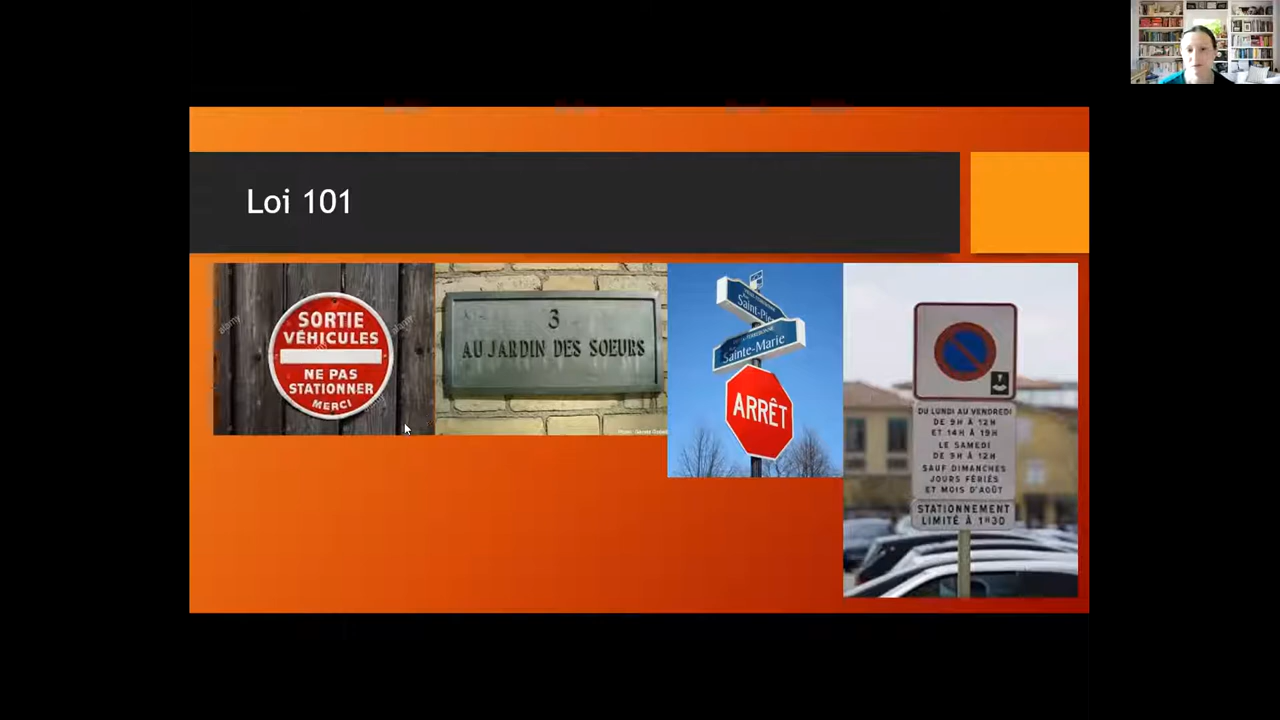 Loi 101
SORTIE
VÉHICULES
NE PAS
STATIONNER
MERCI
alamy
alamy
3
AU JARDIN DES SOEURS
Sainte-Marie
ARRÊT
DU LUNDI AU VENDREDI
DE 9H À 12H
ET 14H À 19H
LE SAMEDI
DE 9H À 12H
SAUF DIMANCHES
JOURS FÉRIÉS
ET MOIS D'AOÛT
STATIONNEMENT
LIMITÉ À 1H30